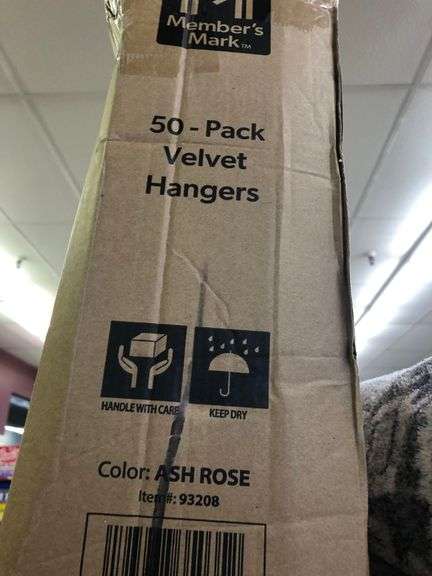 Member's
Mark™
50 - Pack
Velvet
Hangers
HANDLE WITH CARE
KEEP DRY
Color: ASH ROSE
Item#: 93208